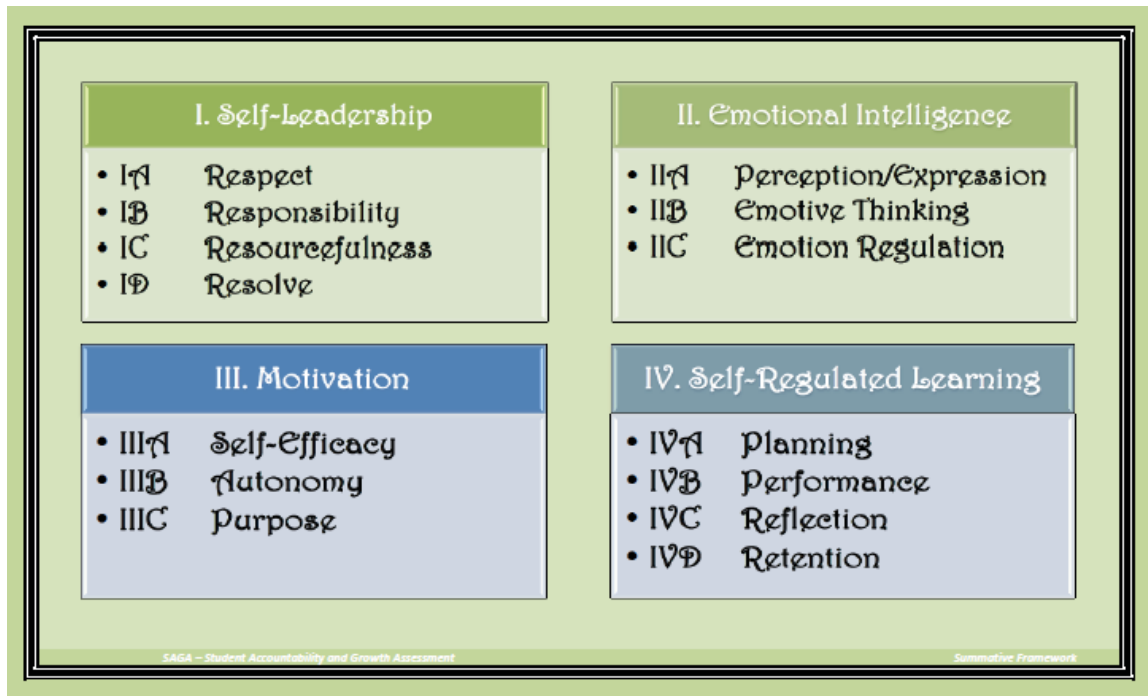 I. Self-Leadership
• IA Respect
• IB Responsibility
• IC Resourcefulness
• ID Resolve
II. Emotional Intelligence
• IIA Perception/Expression
• IIB Emotive Thinking
• IIC Emotion Regulation
III. Motivation
• IIIA Self-Efficacy
• IIIB Autonomy
• IIIC Purpose
IV. Self-Regulated Learning
• IVA Planning
• IVB Performance
• IVC Reflection
• IVD Retention
SAGA – Student Accountability and Growth Assessment
Summative Framework